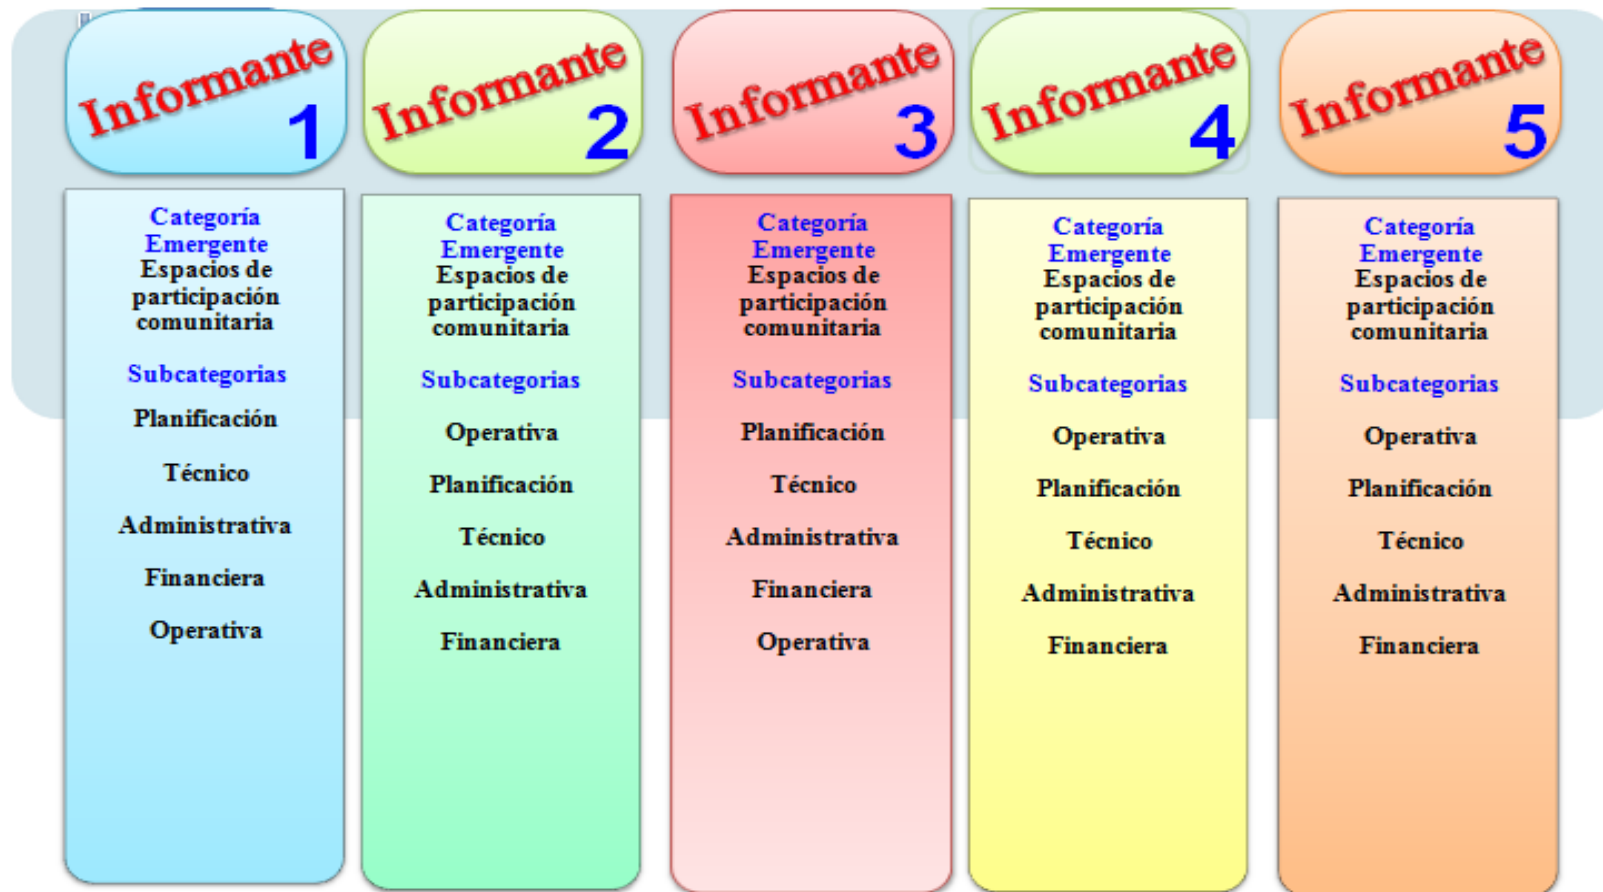 Informante
1
Categoría
Emergente
Espacios de
participación
comunitaria
Subcategorias
Planificación
Técnico
Administrativa
Financiera
Operativa
Informante
2
Categoría
Emergente
Espacios de
participación
comunitaria
Subcategorias
Operativa
Planificación
Técnico
Administrativa
Financiera
Informante
3
Categoría
Emergente
Espacios de
participación
comunitaria
Subcategorias
Planificación
Técnico
Administrativa
Financiera
Operativa
Informante
4
Categoría
Emergente
Espacios de
participación
comunitaria
Subcategorias
Operativa
Planificación
Técnico
Administrativa
Financiera
Informante
5
Categoría
Emergente
Espacios de
participación
comunitaria
Subcategorias
Operativa
Planificación
Técnico
Administrativa
Financiera